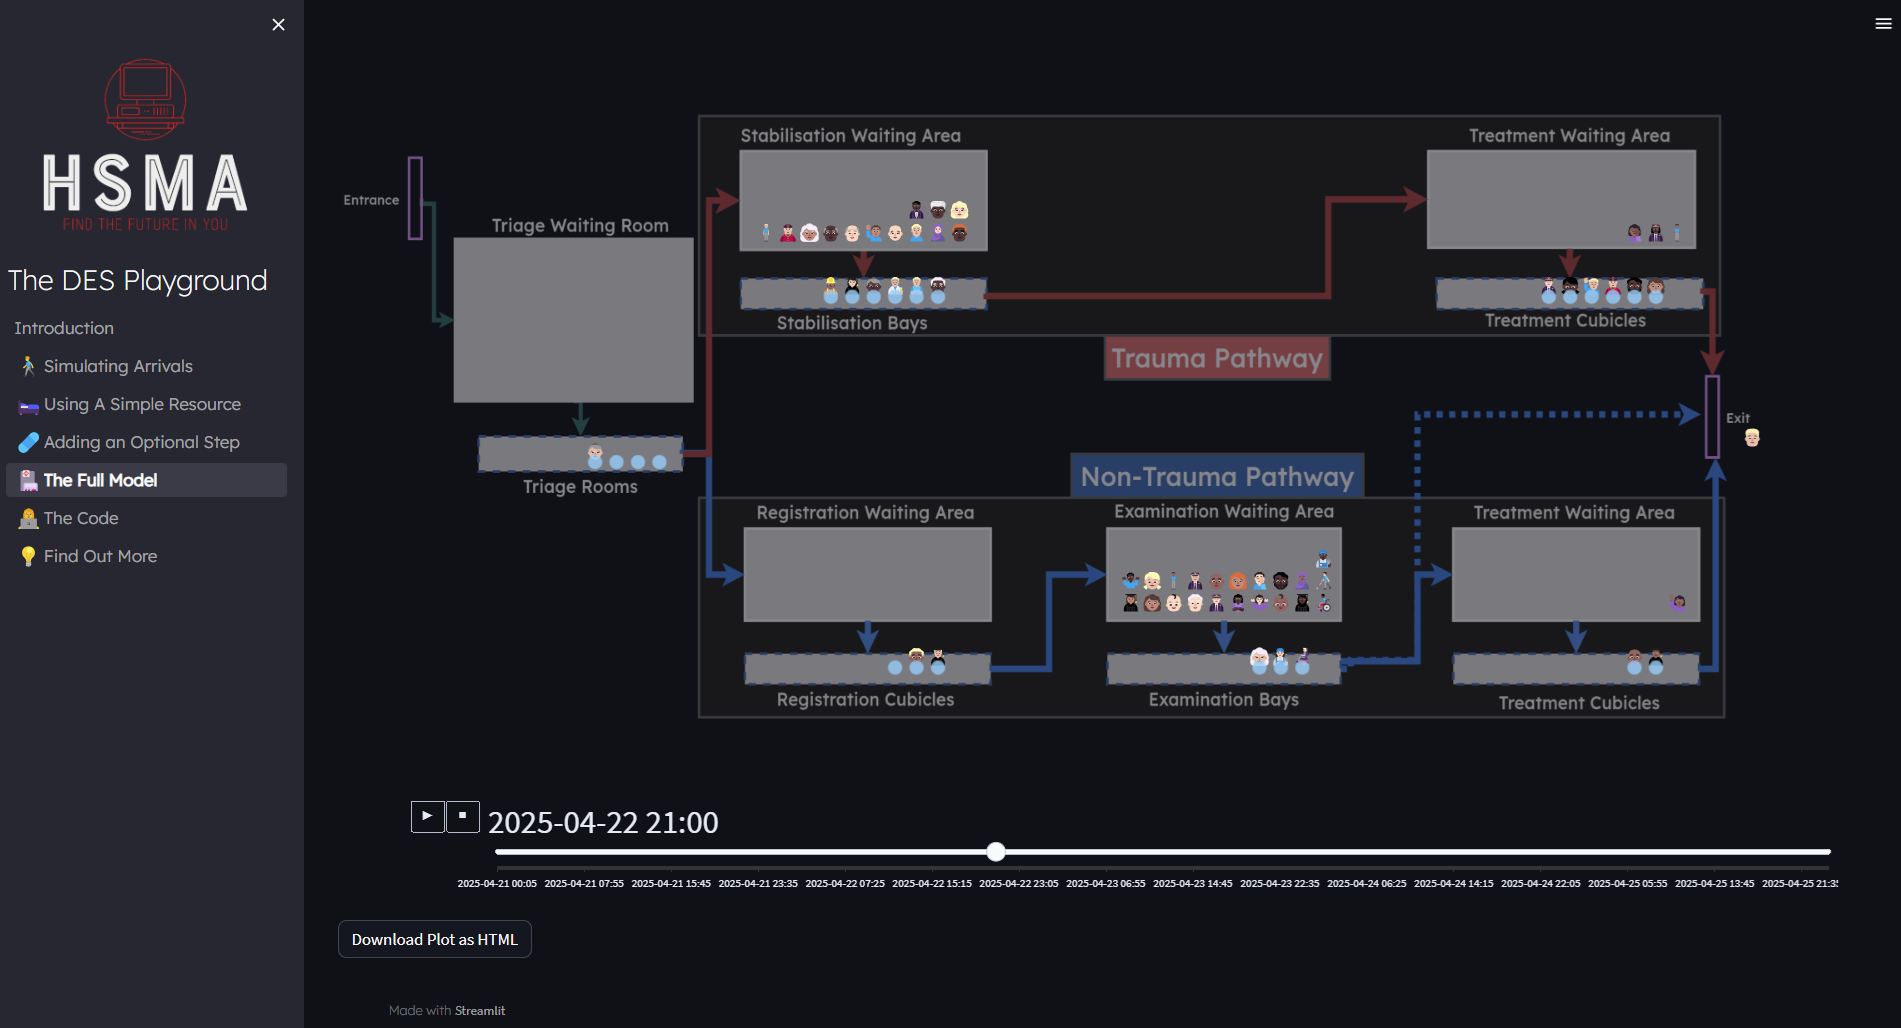 HSMA
FIND THE FUTURE IN YOU
The DES Playground
Introduction
Simulating Arrivals
Using A Simple Resource
Adding an Optional Step
The Full Model
The Code
Find Out More
Entrance
Triage Waiting Room
Triage Rooms
Stabilisation Waiting Area
Stabilisation Bays
Treatment Waiting Area
Treatment Cubicles
Trauma Pathway
Exit
Non-Trauma Pathway
Registration Waiting Area
Registration Cubicles
Examination Waiting Area
Examination Bays
Treatment Waiting Area
Treatment Cubicles
2025-04-22 21:00
2025-04-21 00:05 2025-04-21 07:55 2025-04-21 15:45 2025-04-21 23:35 2025-04-22 07:25 2025-04-22 15:15 2025-04-22 23:05 2025-04-23 06:55 2025-04-23 14:45 2025-04-23 22:35 2025-04-24 06:25 2025-04-24 14:15 2025-04-24 22:05 2025-04-25 05:55 2025-04-25 13:45 2025-04-25
Download Plot as HTML
Made with Streamlit